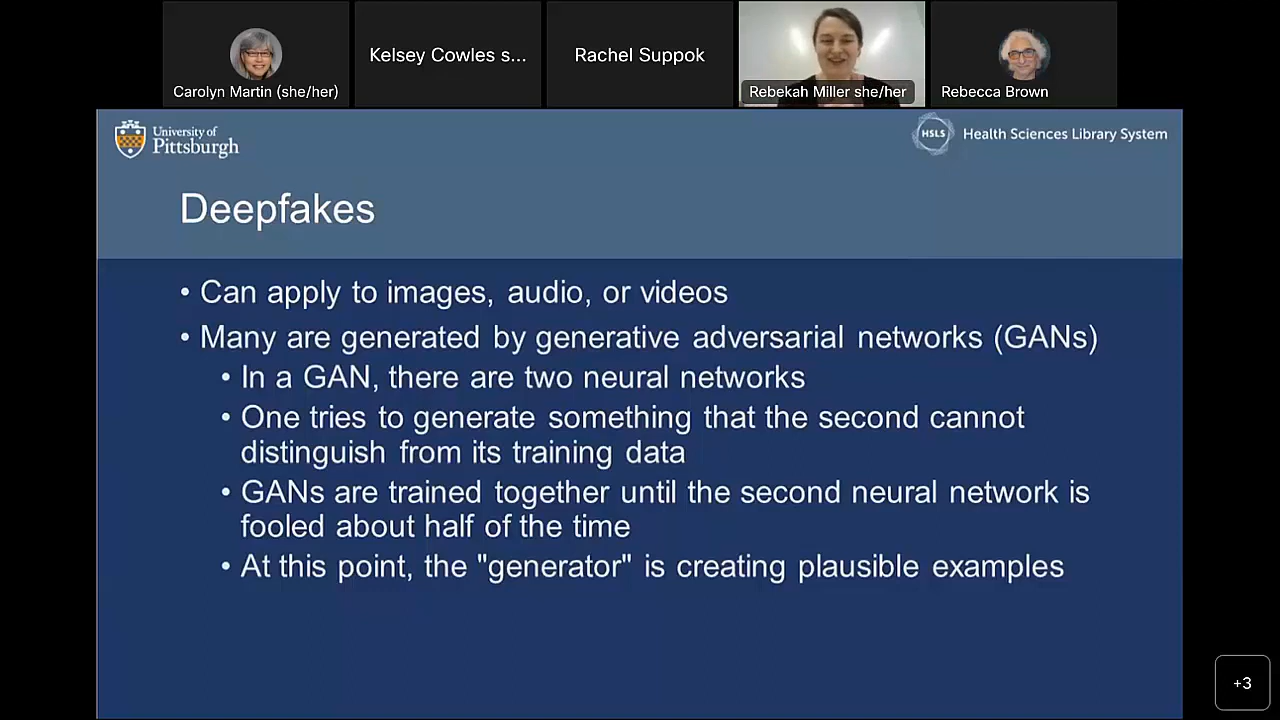 Carolyn Martin (she/her)
Kelsey Cowles s...
Rachel Suppok
Rebekah Miller she/her
Rebecca Brown
University of
Pittsburgh
HSLS
Health Sciences Library System
Deepfakes
• Can apply to images, audio, or videos
• Many are generated by generative adversarial networks (GANs)
• In a GAN, there are two neural networks
• One tries to generate something that the second cannot
distinguish from its training data
• GANs are trained together until the second neural network is
fooled about half of the time
• At this point, the "generator" is creating plausible examples
+3